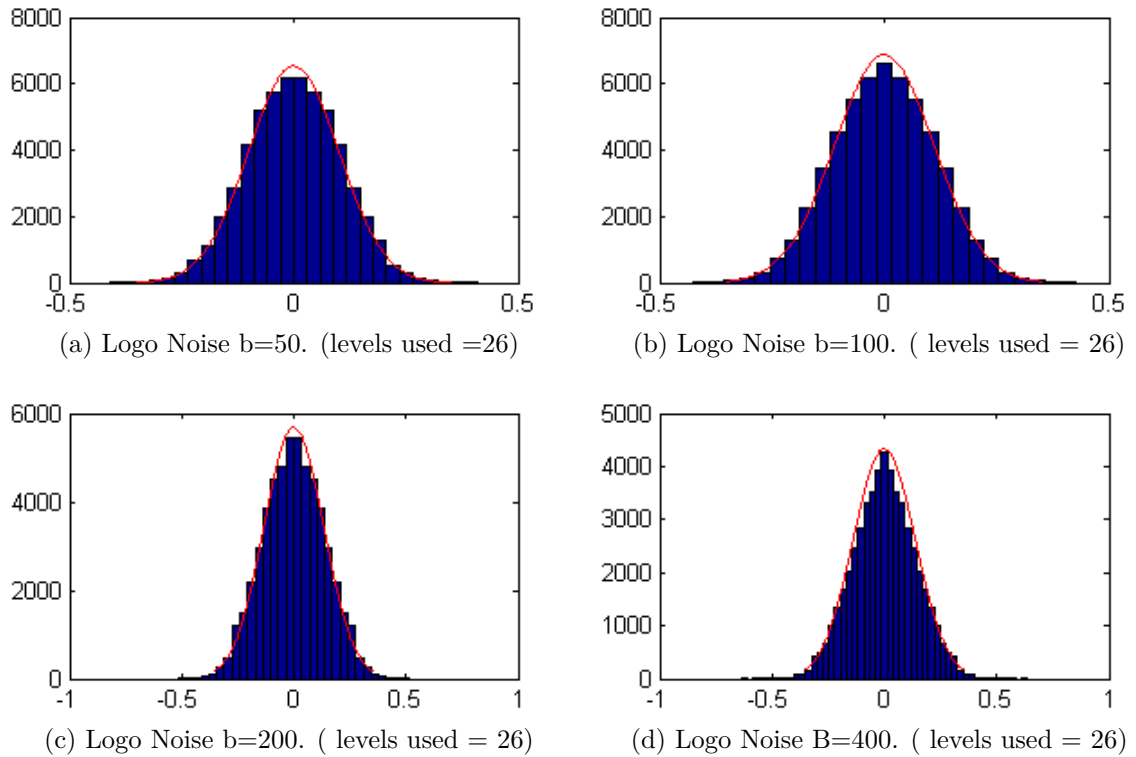 8000
6000
4000
2000
0
-0.5 0 0.5
(a) Logo Noise b=50. (levels used =26)
8000
6000
4000
2000
0
-0.5 0 0.5
(b) Logo Noise b=100. ( levels used = 26)
6000
4000
2000
0
-1 -0.5 0 0.5 1
(c) Logo Noise b=200. ( levels used = 26)
5000
4000
3000
2000
1000
0
-1 -0.5 0 0.5 1
(d) Logo Noise B=400. ( levels used = 26)